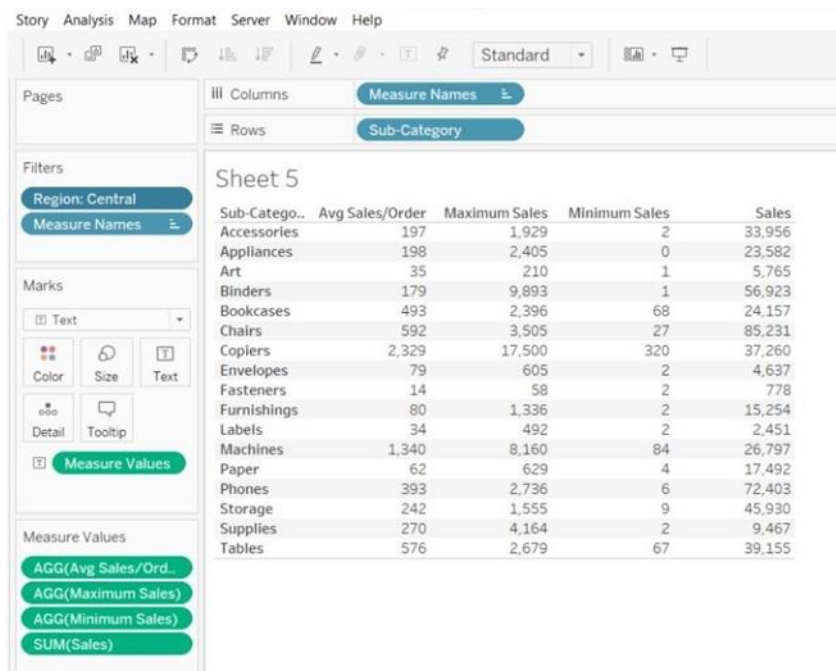 Story Analysis Map Format Server Window Help
Standard
Pages
Columns Measure Names
Rows Sub-Category
Filters
Region: Central
Measure Names
Marks
Text
Color Size Text
Detail Tooltip
Measure Values
Measure Values
AGG(Avg Sales/Ord..
AGG(Maximum Sales)
AGG(Minimum Sales)
SUM(Sales)
Sheet 5
Sub-Catego.. Avg Sales/Order Maximum Sales Minimum Sales Sales
Accessories 197 1,929 2 33,956
Appliances 198 2,405 0 23,582
Art 35 210 1 5,765
Binders 179 9,893 1 56,923
Bookcases 493 2,396 68 24,157
Chairs 592 3,505 27 85,231
Copiers 2,329 17,500 320 37,260
Envelopes 79 605 2 4,637
Fasteners 14 58 2 778
Furnishings 80 1,336 2 15,254
Labels 34 492 2 2,451
Machines 1,340 8,160 84 26,797
Paper 62 629 4 17,492
Phones 393 2,736 6 72,403
Storage 242 1,555 9 45,930
Supplies 270 4,164 2 9,467
Tables 576 2,679 67 39,155